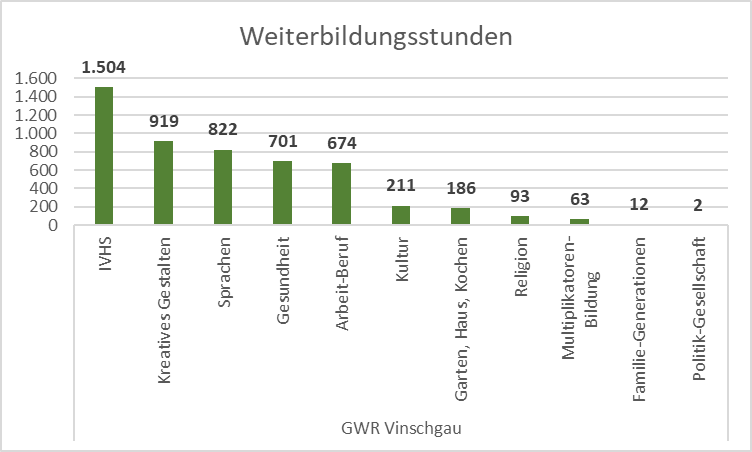 Weiterbildungsstunden
1.600
1.400
1.200
1.000
800
600
400
200
0
1.504
919
822
701
674
211
186
93
63
12
2
IVHS
Kreatives Gestalten
Sprachen
Gesundheit
Arbeit-Beruf
Kultur
Garten, Haus, Kochen
Religion
Multiplikatoren-
Bildung
Familie-Generationen
Politik-Gesellschaft
GWR Vinschgau